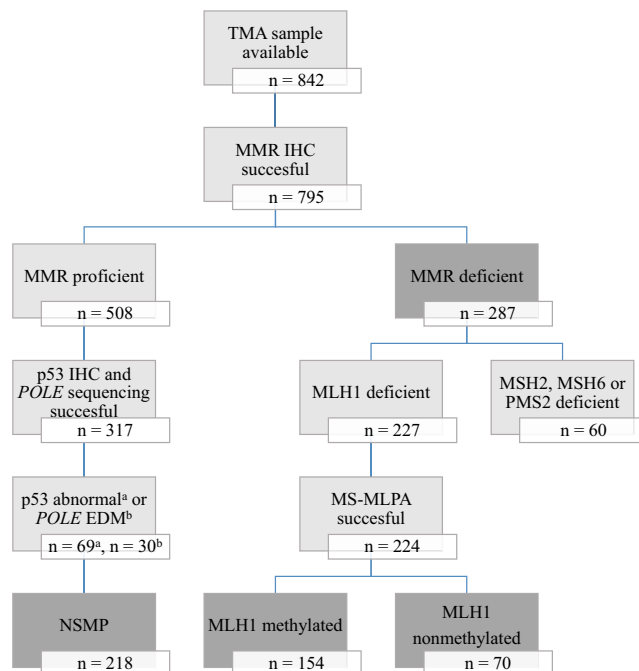 TMA sample
available
n = 842
MMR IHC
succesful
n = 795
MMR proficient
n = 508
MMR deficient
n = 287
p53 IHC and
POLE sequencing
succesful
n = 317
MLH1 deficient
n = 227
MSH2, MSH6 or
PMS2 deficient
n = 60
p53 abnormalᵃ or
POLE EDMᵇ
n = 69ᵃ, n = 30ᵇ
MS-MLPA
succesful
n = 224
NSMP
n = 218
MLH1 methylated
n = 154
MLH1
nonmethylated
n = 70